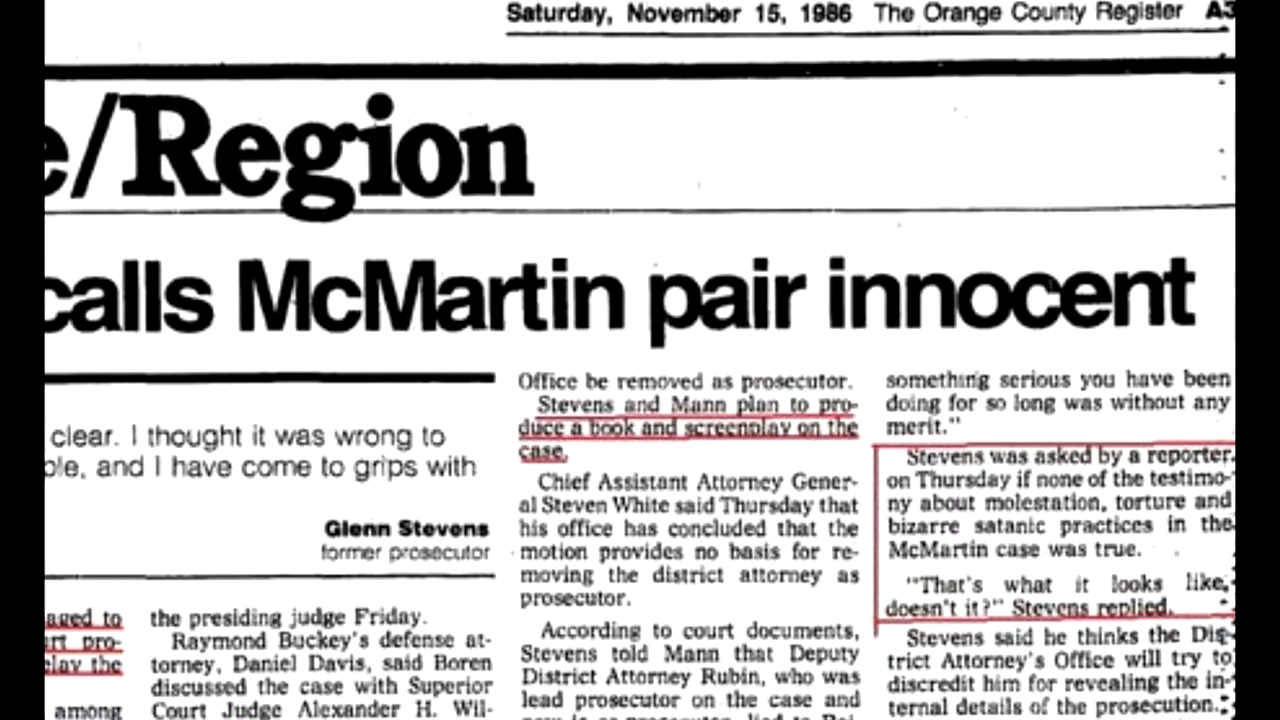 Saturday, November 15, 1986 The Orange County Register A3
e/Region
calls McMartin pair innocent
clear. I thought it was wrong to
ple, and I have come to grips with
Glenn Stevens
former prosecutor
aged to
rt pro-
elay the
among
the presiding judge Friday.
Raymond Buckey's defense at-
torney, Daniel Davis, said Boren
discussed the case with Superior
Court Judge Alexander H. Wil-
Office be removed as prosecutor.
Stevens and Mann plan to pro-
duce a book and screenplay on the
case.
Chief Assistant Attorney Gener-
al Steven White said Thursday that
his office has concluded that the
motion provides no basis for re-
moving the district attorney as
prosecutor.
According to court documents,
Stevens told Mann that Deputy
District Attorney Rubin, who was
lead prosecutor on the case and
something serious you have been
doing for so long was without any
merit."
Stevens was asked by a reporter
on Thursday if none of the testimo-
ny about molestation, torture and
bizarre satanic practices in the
McMartin case was true.
"That's what it looks like,
doesn't it?" Stevens replied.
Stevens said he thinks the Dis-
trict Attorney's Office will try to
discredit him for revealing the in-
ternal details of the prosecution.